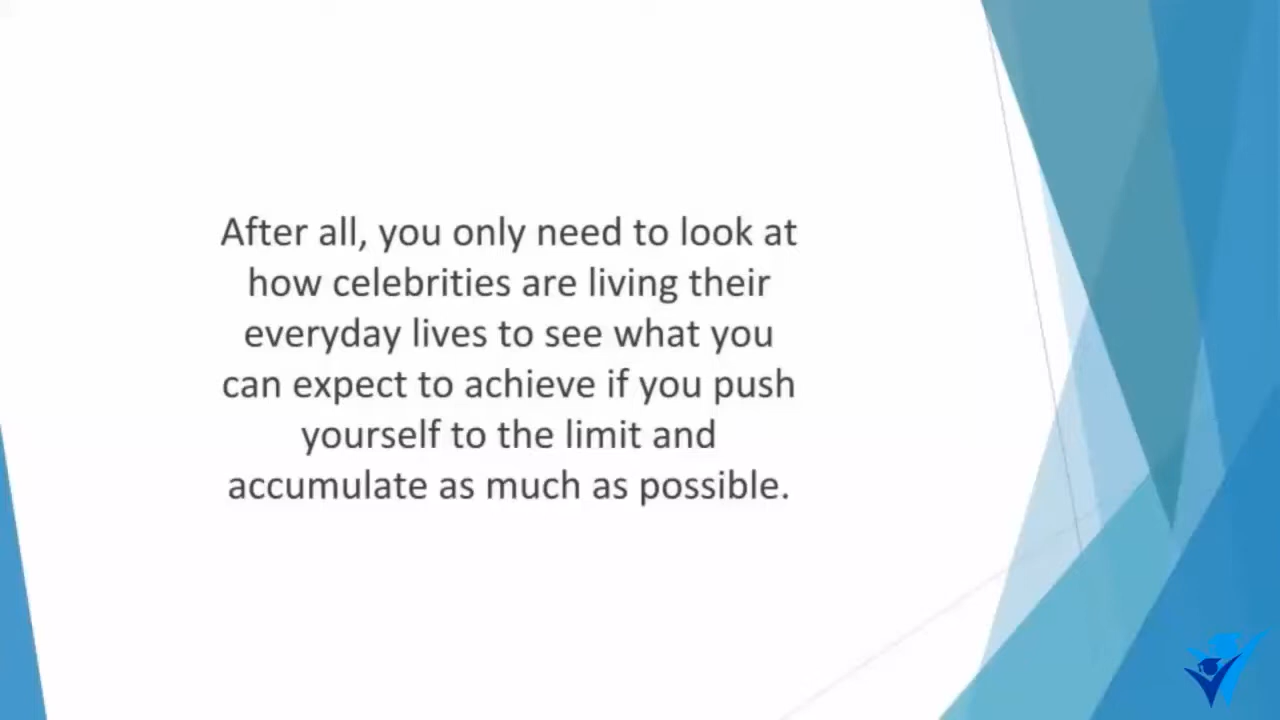 After all, you only need to look at
how celebrities are living their
everyday lives to see what you
can expect to achieve if you push
yourself to the limit and
accumulate as much as possible.